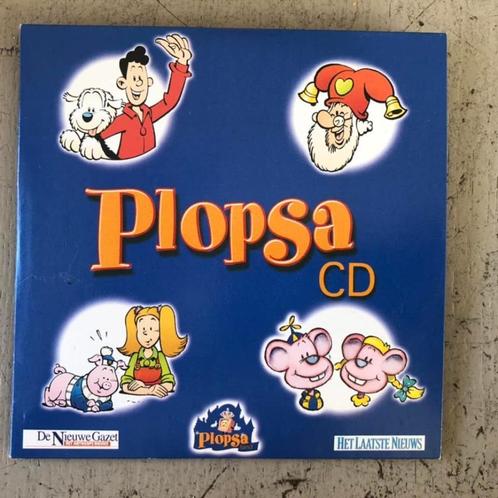 Plopsa
CD
De Nieuwe Gazet
Plopsa
HET LAATSTE NIEUWS